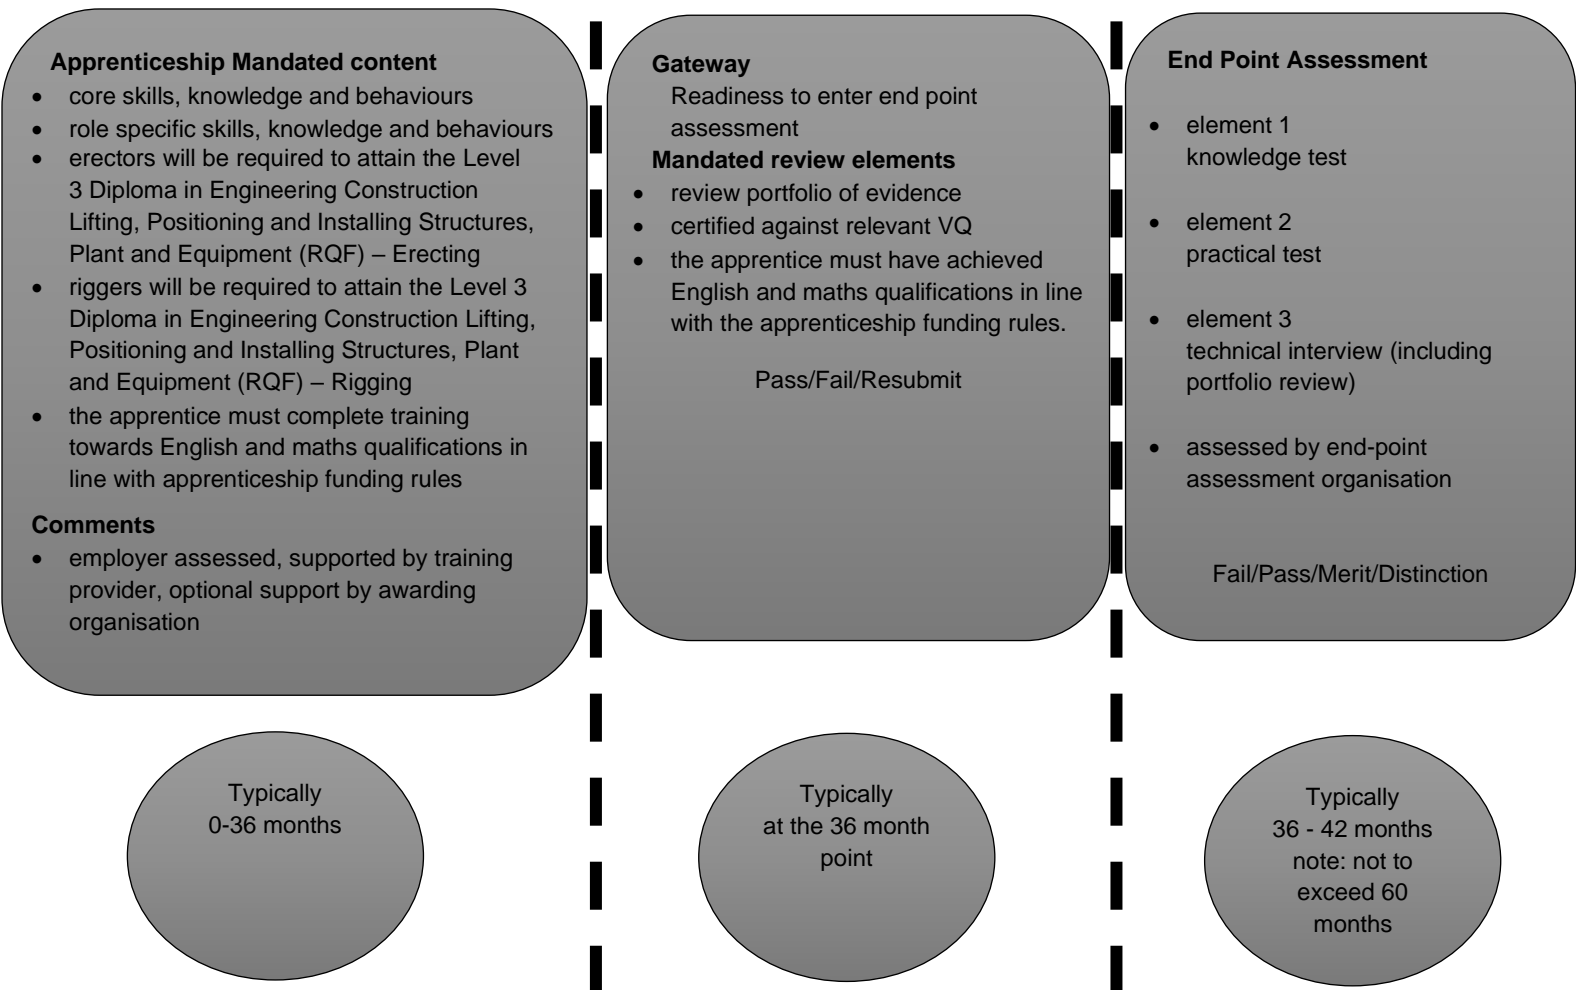 Apprenticeship Mandated content
• core skills, knowledge and behaviours
• role specific skills, knowledge and behaviours
• erectors will be required to attain the Level
3 Diploma in Engineering Construction
Lifting, Positioning and Installing Structures,
Plant and Equipment (RQF) – Erecting
• riggers will be required to attain the Level 3
Diploma in Engineering Construction Lifting,
Positioning and Installing Structures, Plant
and Equipment (RQF) – Rigging
• the apprentice must complete training
towards English and maths qualifications in
line with apprenticeship funding rules
Comments
• employer assessed, supported by training
provider, optional support by awarding
organisation
Gateway
Readiness to enter end point
assessment
Mandated review elements
• review portfolio of evidence
• certified against relevant VQ
• the apprentice must have achieved
English and maths qualifications in line
with the apprenticeship funding rules.
Pass/Fail/Resubmit
End Point Assessment
• element 1
knowledge test
• element 2
practical test
• element 3
technical interview (including
portfolio review)
• assessed by end-point
assessment organisation
Fail/Pass/Merit/Distinction
Typically
0-36 months
Typically
at the 36 month
point
Typically
36 - 42 months
note: not to
exceed 60
months